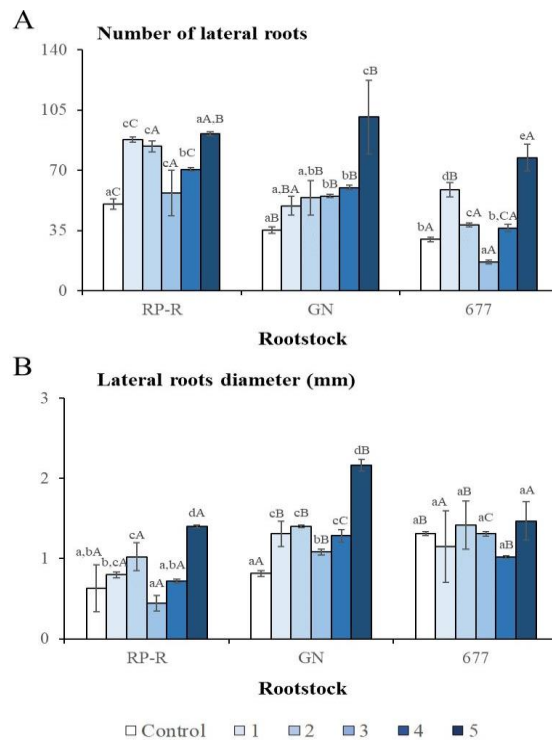 A
Number of lateral roots
140
105
70
35
0
aC cC cA cA bC aA,B
aB a,BA a,bB bB bB cB
bA dB cA aA b,CA eA
RP-R GN 677
Rootstock
B
Lateral roots diameter (mm)
3
2
1
0
a,bA b,cA cA aA a,bA dA
aA cB cB bB cC dB
aB aA aB aC aB aA
RP-R GN 677
Rootstock
Control 1 2 3 4 5